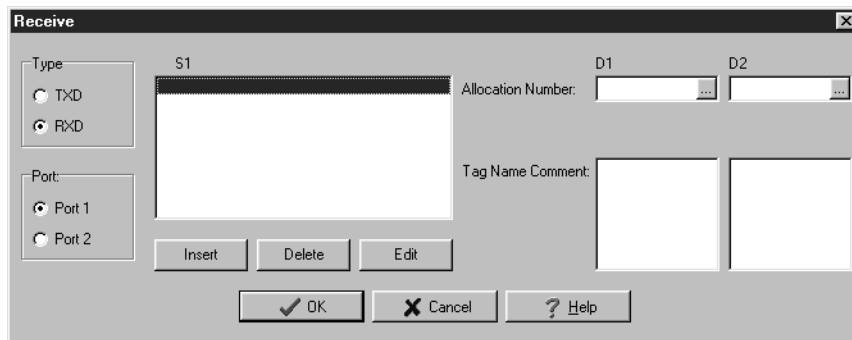 Receive
Type
TXD
RXD
Port:
Port 1
Port 2
S1
Insert
Delete
Edit
D1
D2
Allocation Number:
...
...
Tag Name Comment:
OK
Cancel
? Help